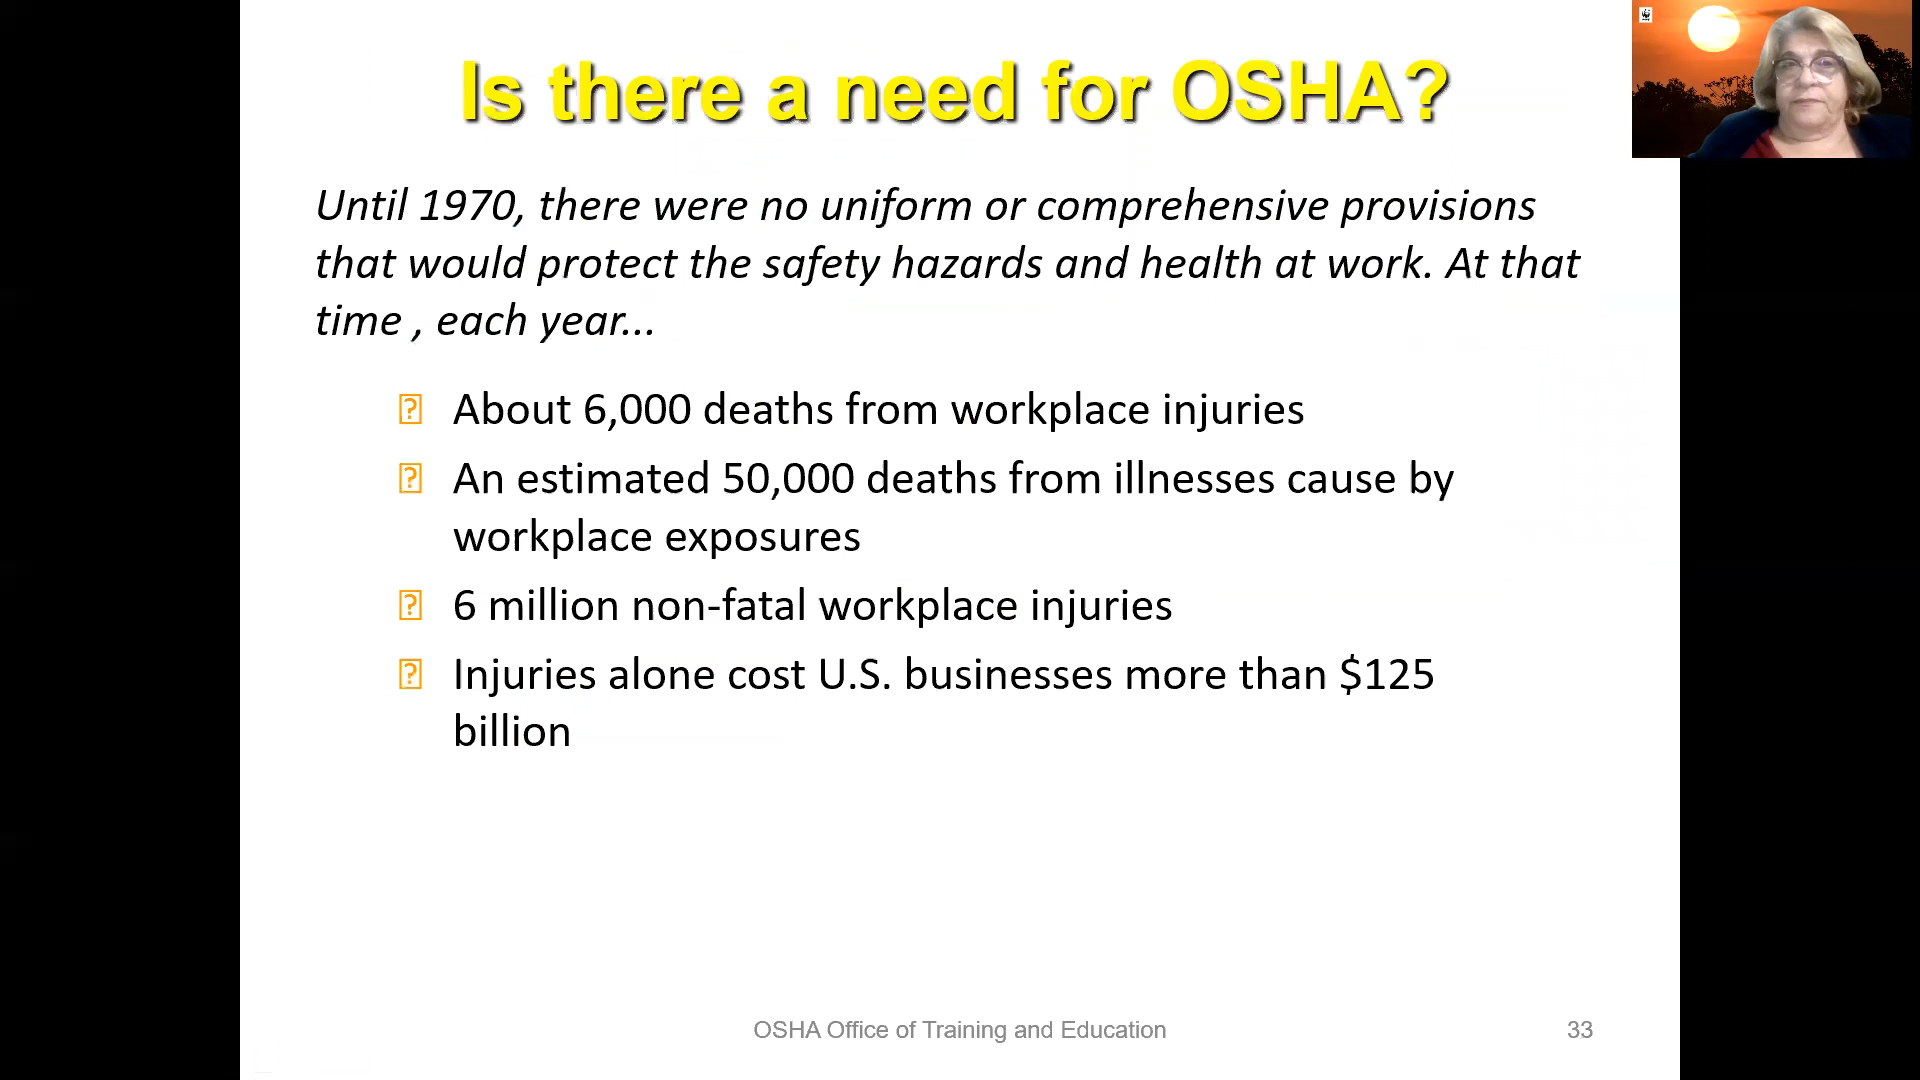 Is there a need for OSHA?
Until 1970, there were no uniform or comprehensive provisions
that would protect the safety hazards and health at work. At that
time , each year...
About 6,000 deaths from workplace injuries
An estimated 50,000 deaths from illnesses cause by
workplace exposures
6 million non-fatal workplace injuries
Injuries alone cost U.S. businesses more than $125
billion
OSHA Office of Training and Education
33